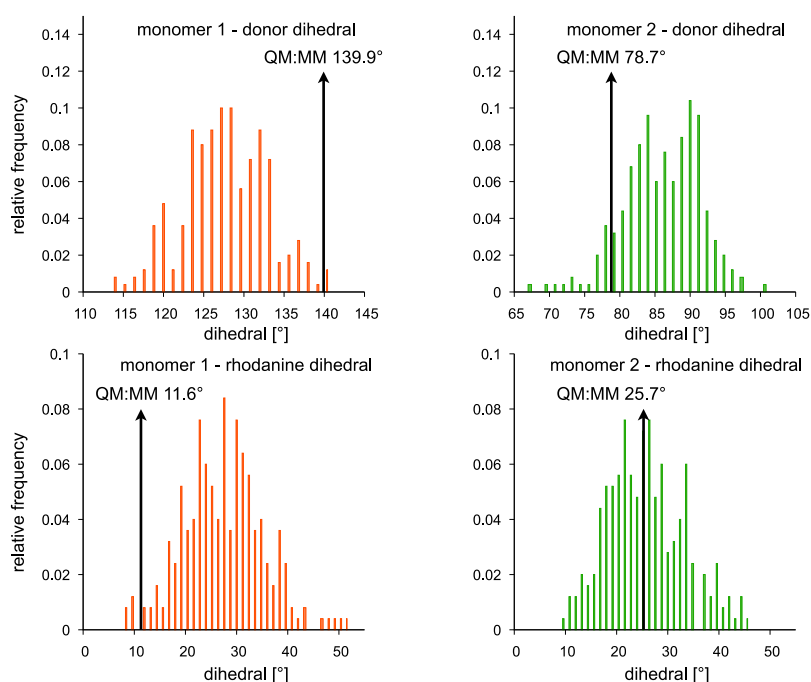 monomer 1 - donor dihedral
QM:MM 139.9°
relative frequency
0.14
0.12
0.1
0.08
0.06
0.04
0.02
0
110 115 120 125 130 135 140 145
dihedral [°]
monomer 2 - donor dihedral
QM:MM 78.7°
0.14
0.12
0.1
0.08
0.06
0.04
0.02
0
65 70 75 80 85 90 95 100 105
dihedral [°]
monomer 1 - rhodanine dihedral
QM:MM 11.6°
relative frequency
0.1
0.08
0.06
0.04
0.02
0
0 10 20 30 40 50
dihedral [°]
monomer 2 - rhodanine dihedral
QM:MM 25.7°
0.1
0.08
0.06
0.04
0.02
0
0 10 20 30 40 50
dihedral [°]